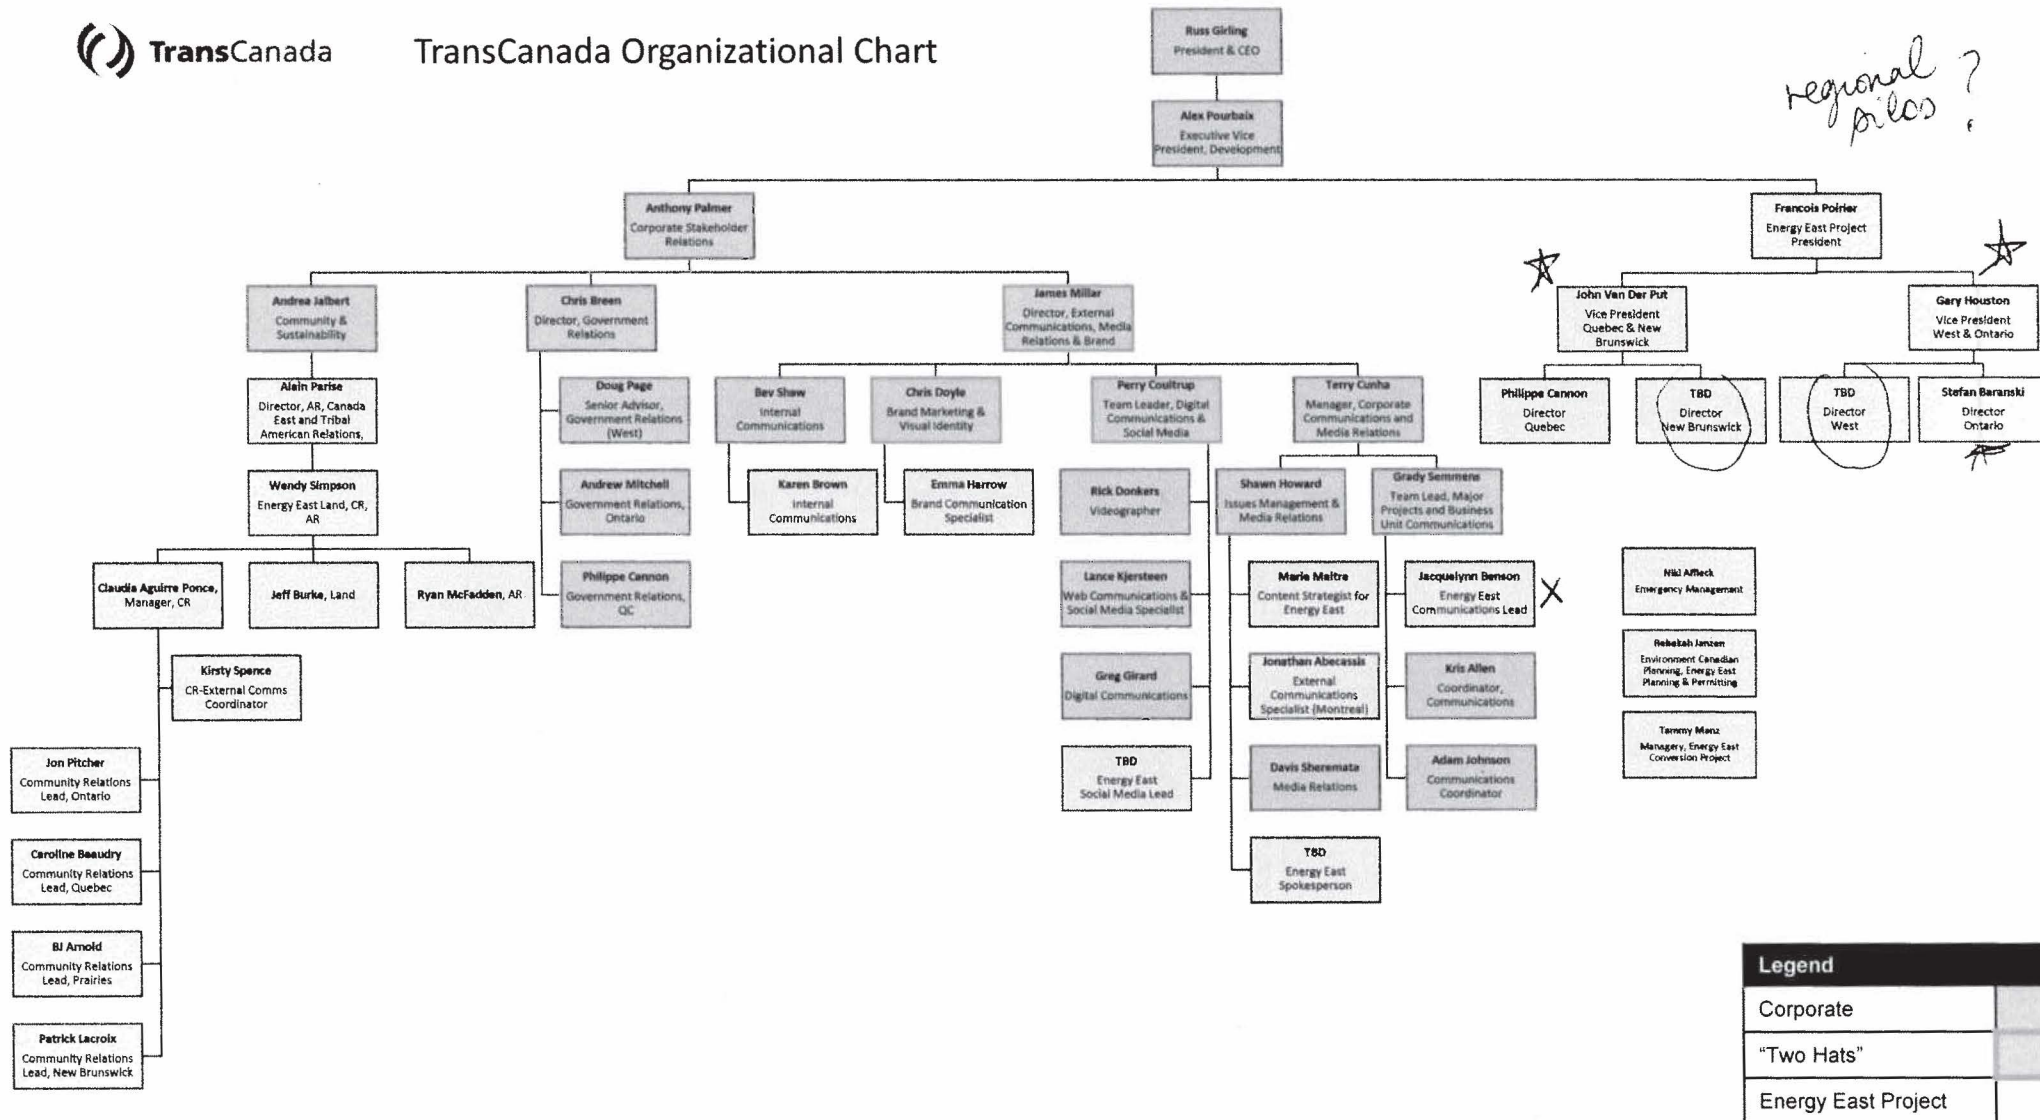 TransCanada
TransCanada Organizational Chart
Russ Girling
President & CEO
regional
silos ?
Alex Pourbaix
Executive Vice
President, Development
Anthony Palmer
Corporate Stakeholder
Relations
Francois Poirier
Energy East Project
President
Andrea Jalbert
Community &
Sustainability
Chris Breen
Director, Government
Relations
James Millar
Director, External
Communications, Media
Relations & Brand
John Van Der Put
Vice President
Quebec & New
Brunswick
Gary Houston
Vice President
West & Ontario
Alain Parise
Director, AR, Canada
East and Tribal
American Relations,
Doug Page
Senior Advisor,
Government Relations
(West)
Bev Shaw
Internal
Communications
Chris Doyle
Brand Marketing &
Visual Identity
Perry Coultrup
Team Leader, Digital
Communications &
Social Media
Terry Cunha
Manager, Corporate
Communications and
Media Relations
Philippe Cannon
Director
Quebec
TBD
Director
New Brunswick
TBD
Director
West
Stefan Baranski
Director
Ontario
Wendy Simpson
Energy East Land, CR,
AR
Andrew Mitchell
Government Relations,
Ontario
Karen Brown
Internal
Communications
Emma Harrow
Brand Communication
Specialist
Rick Donkers
Videographer
Shawn Howard
Issues Management &
Media Relations
Grady Semmens
Team Lead, Major
Projects and Business
Unit Communications
Claudia Aguirre Ponce,
Manager, CR
Jeff Burke, Land
Ryan McFadden, AR
Philippe Cannon
Government Relations,
QC
Lance Kjersteen
Web Communications &
Social Media Specialist
Marie Maitre
Content Strategist for
Energy East
Jacquelynn Benson
Energy East
Communications Lead
X
Niki Affleck
Emergency Management
Kirsty Spence
CR-External Comms
Coordinator
Greg Girard
Digital Communications
Jonathan Abecassis
External
Communications
Specialist (Montreal)
Kris Allen
Coordinator,
Communications
Rebekah Janzen
Environment Canadian
Planning, Energy East
Planning & Permitting
Jon Pitcher
Community Relations
Lead, Ontario
TBD
Energy East
Social Media Lead
Davis Sheremata
Media Relations
Adam Johnson
Communications
Coordinator
Tammy Manz
Managery, Energy East
Conversion Project
Caroline Beaudry
Community Relations
Lead, Quebec
TBD
Energy East
Spokesperson
BJ Arnold
Community Relations
Lead, Prairies
Patrick Lacroix
Community Relations
Lead, New Brunswick
Legend
Corporate
“Two Hats”
Energy East Project